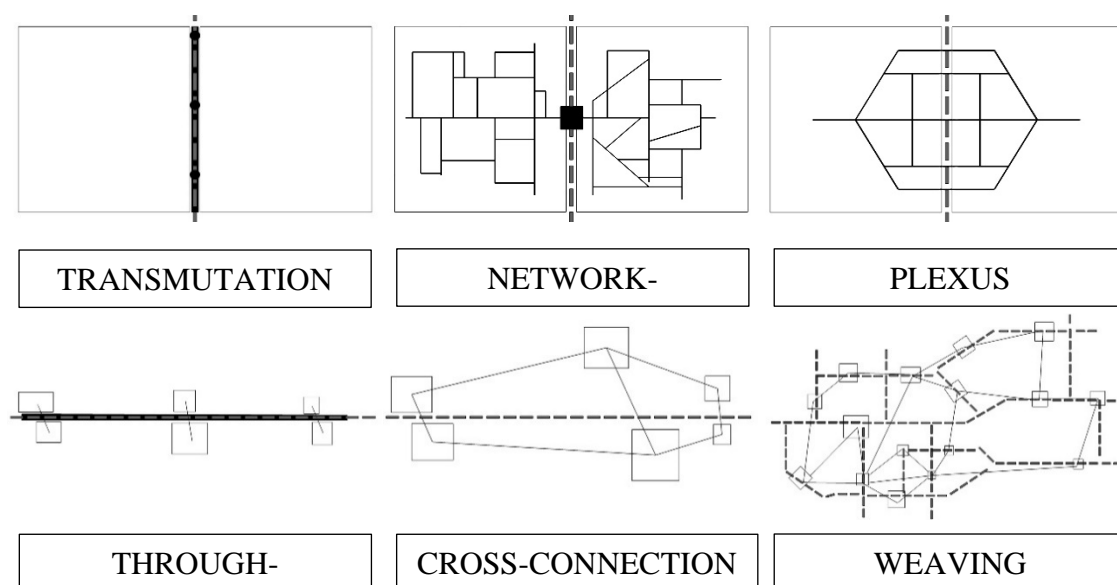 TRANSMUTATION
NETWORK-
PLEXUS
THROUGH-
CROSS-CONNECTION
WEAVING